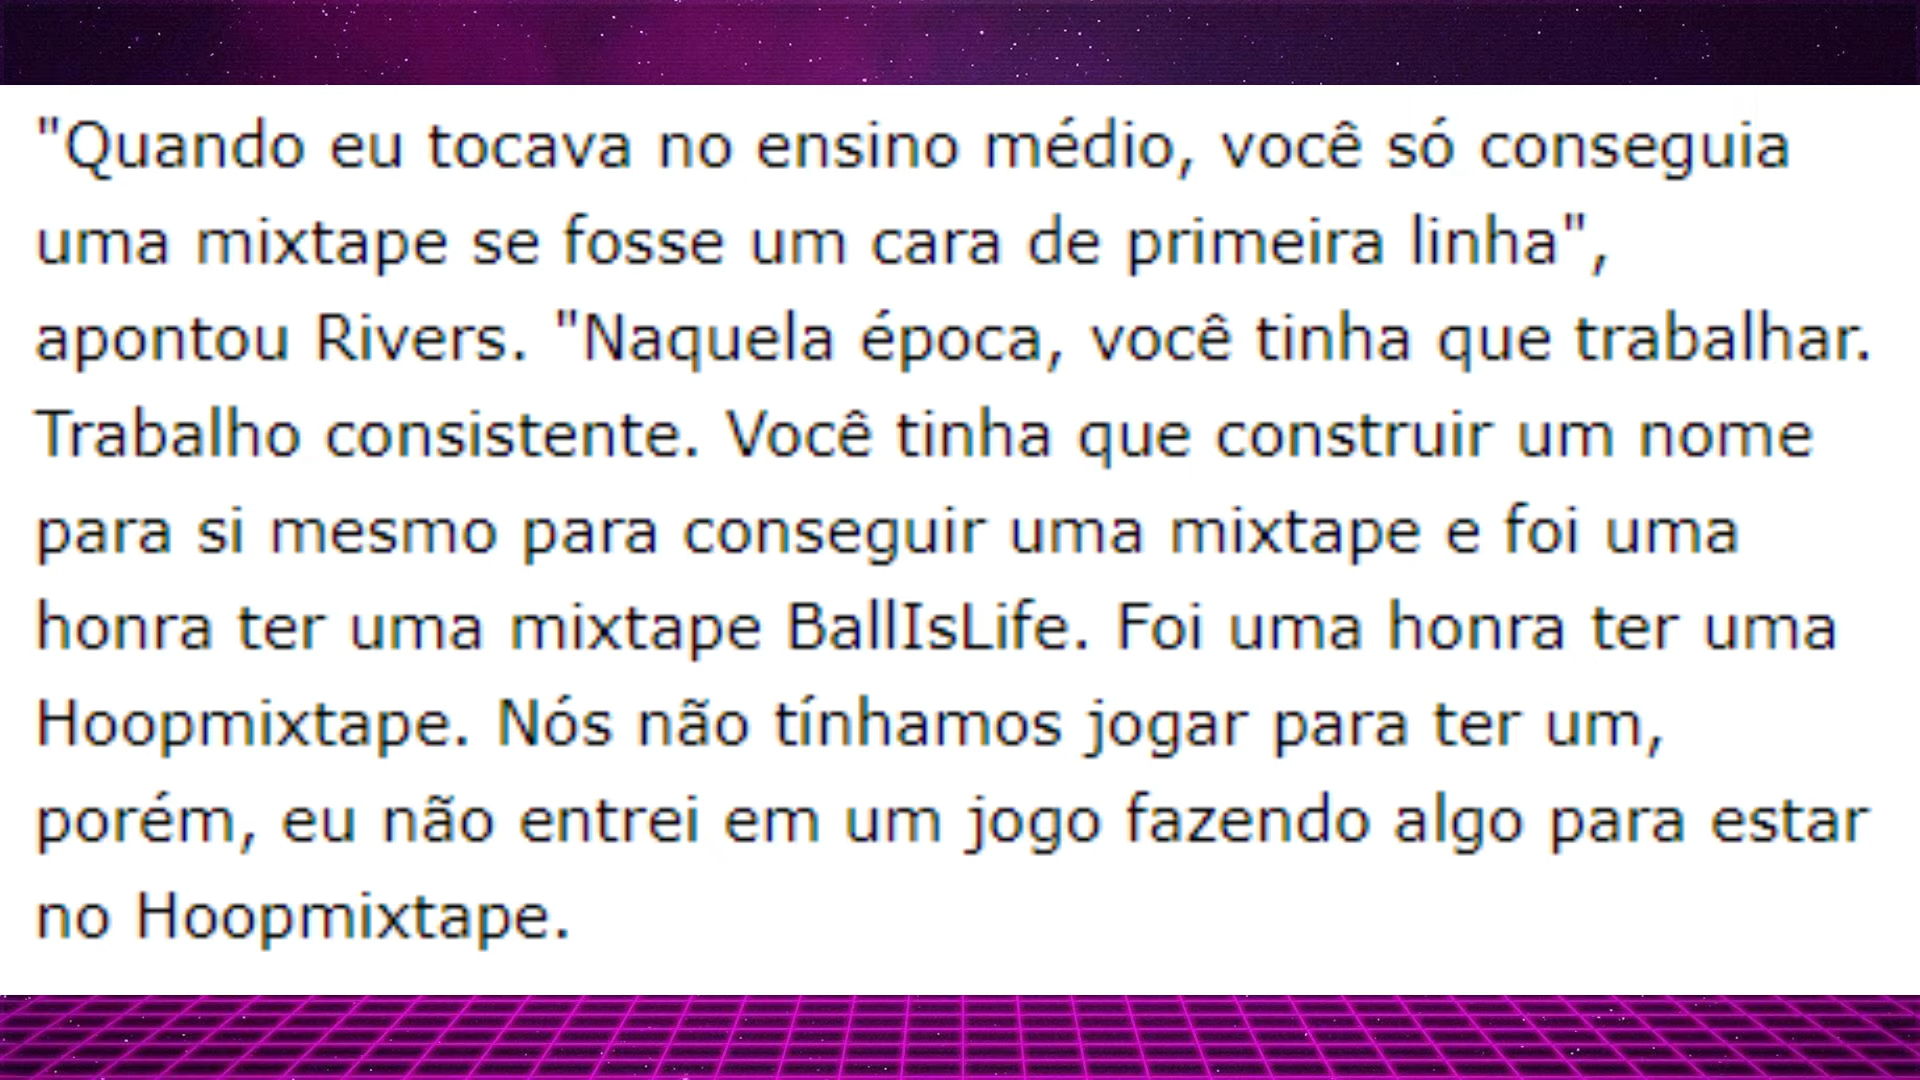 "Quando eu tocava no ensino médio, você só conseguia
uma mixtape se fosse um cara de primeira linha",
apontou Rivers. "Naquela época, você tinha que trabalhar.
Trabalho consistente. Você tinha que construir um nome
para si mesmo para conseguir uma mixtape e foi uma
honra ter uma mixtape BallIsLife. Foi uma honra ter uma
Hoopmixtape. Nós não tínhamos jogar para ter um,
porém, eu não entrei em um jogo fazendo algo para estar
no Hoopmixtape.